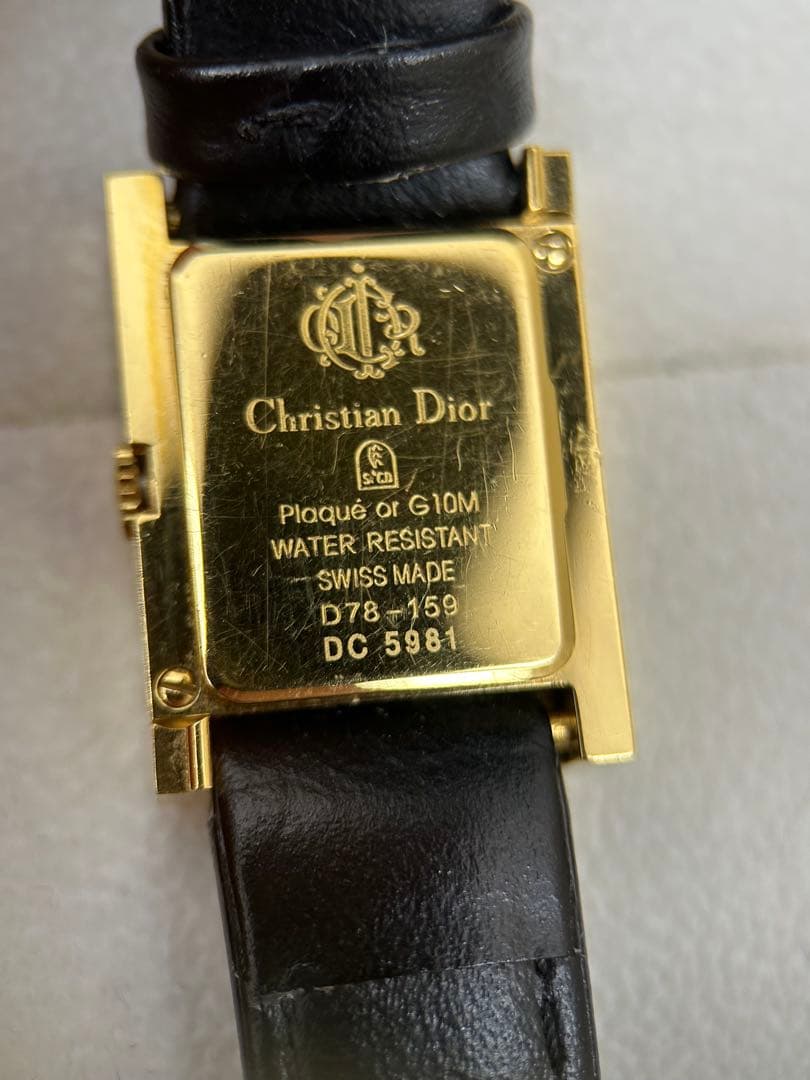 Christian Dior
Plaqué or G10M
WATER RESISTANT
SWISS MADE
D78-159
DC 5981